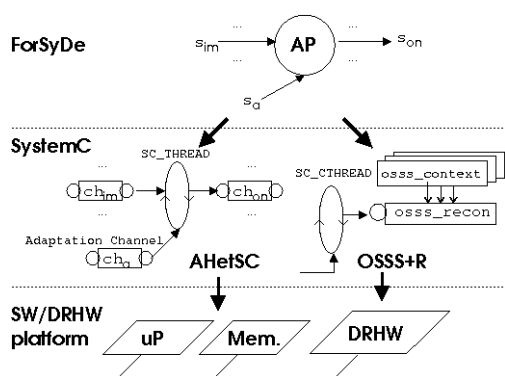 ForSyDe
... ...
s_im AP s_on
... ...
s_a
SystemC
SC_THREAD
... ...
SC_CTHREAD
osss_context
ch_im ch_on
... ...
osss_recon
Adaptation Channel
ch_a
AHetSC OSSS+R
SW/DRHW
platform
uP Mem. DRHW